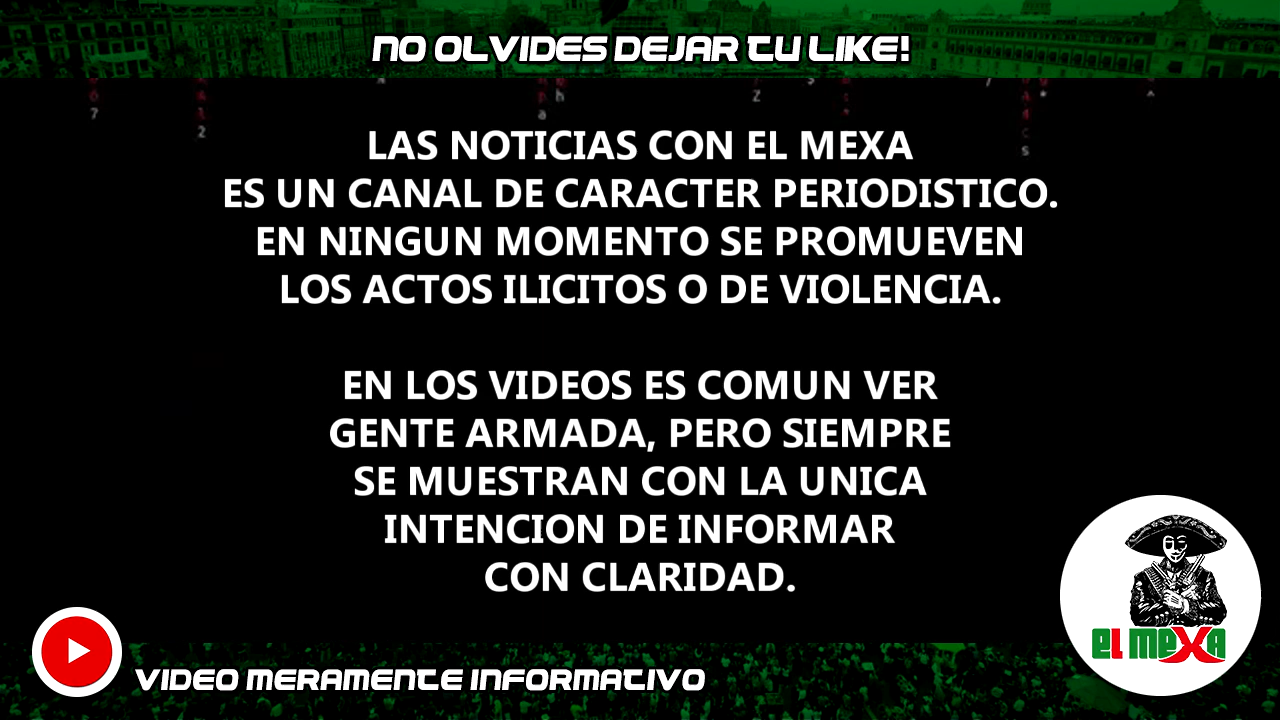 NO OLVIDES DEJAR TU LIKE!
LAS NOTICIAS CON EL MEXA
ES UN CANAL DE CARACTER PERIODISTICO.
EN NINGUN MOMENTO SE PROMUEVEN
LOS ACTOS ILICITOS O DE VIOLENCIA.
EN LOS VIDEOS ES COMUN VER
GENTE ARMADA, PERO SIEMPRE
SE MUESTRAN CON LA UNICA
INTENCION DE INFORMAR
CON CLARIDAD.
EL MEXA
VIDEO MERAMENTE INFORMATIVO